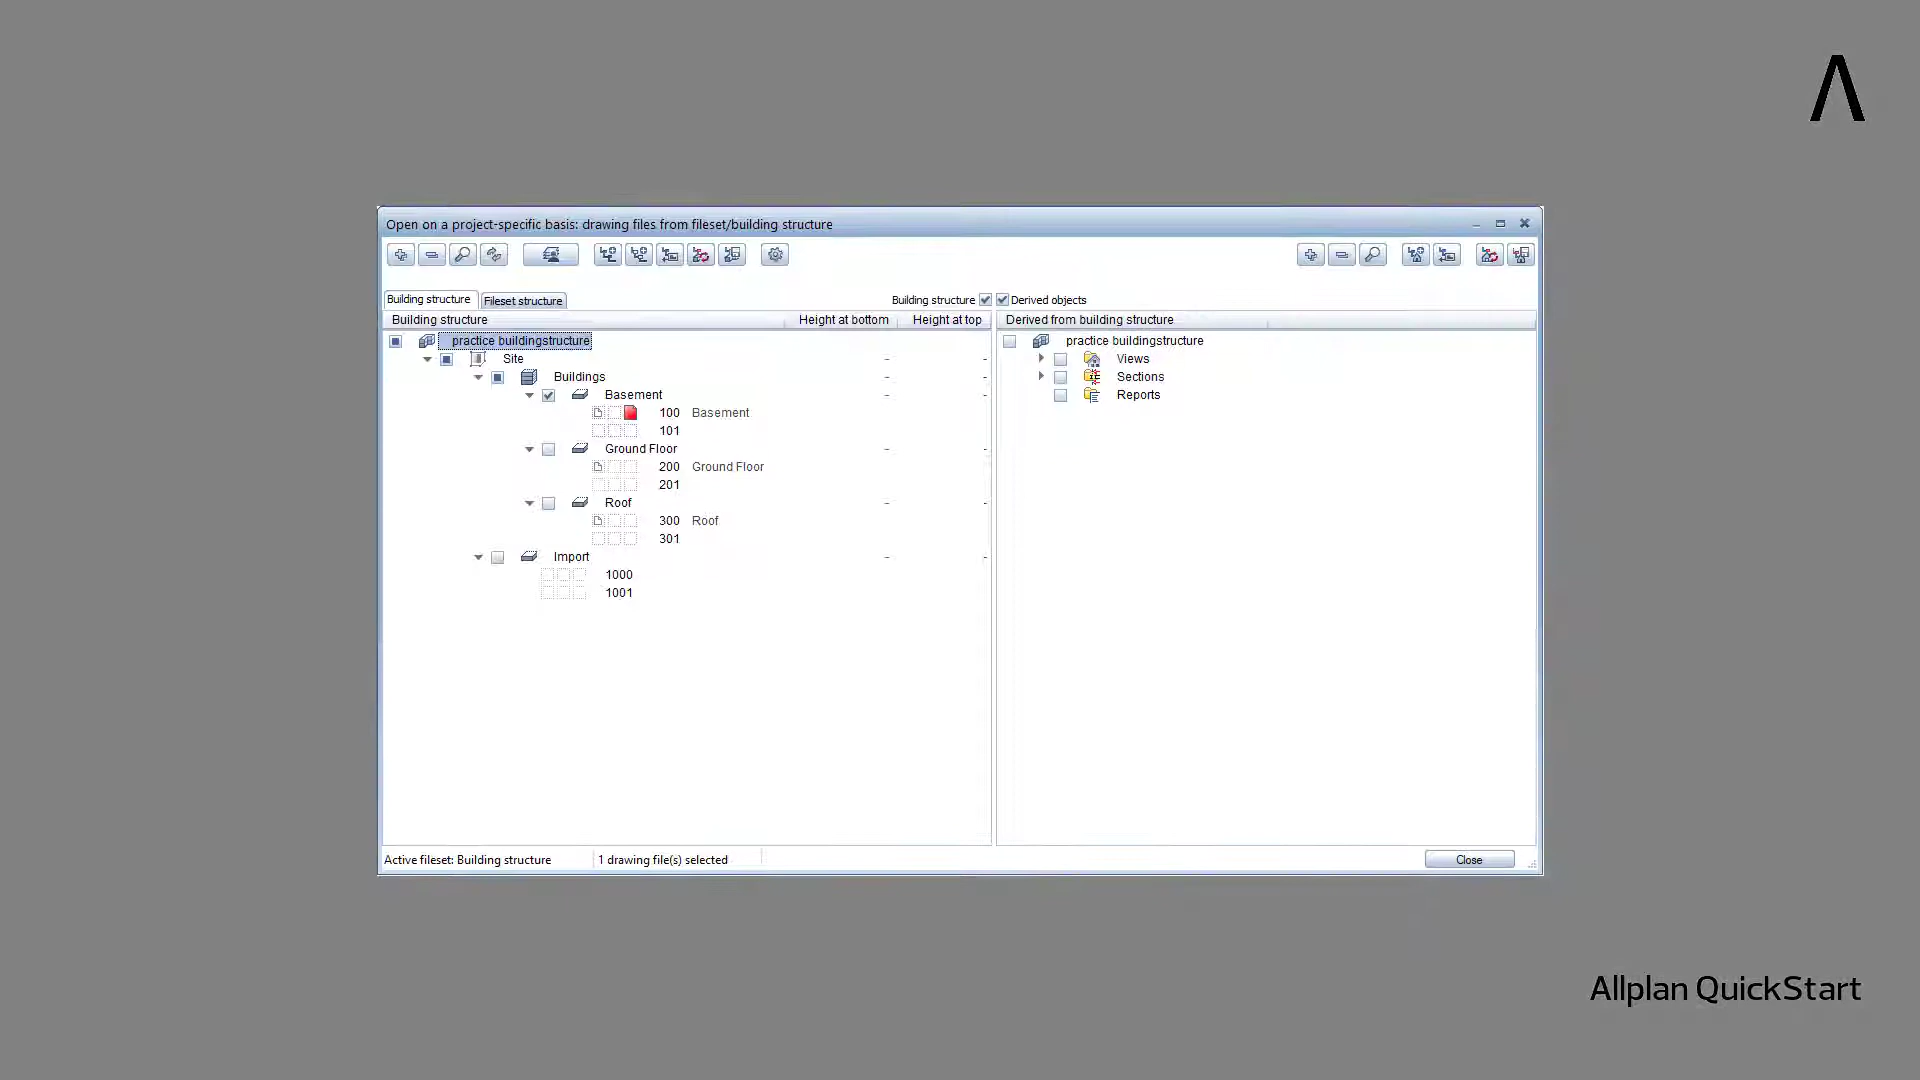 Open on a project-specific basis: drawing files from fileset/building structure
Building structure Fileset structure Building structure Derived objects
Building structure Height at bottom Height at top Derived from building structure
practice buildingstructure practice buildingstructure
Site - - Views
Buildings - - Sections
Basement - - Reports
100 Basement
101
Ground Floor - -
200 Ground Floor
201
Roof - -
300 Roof
301
Import - -
1000
1001
Active fileset: Building structure 1 drawing file(s) selected Close
Allplan QuickStart